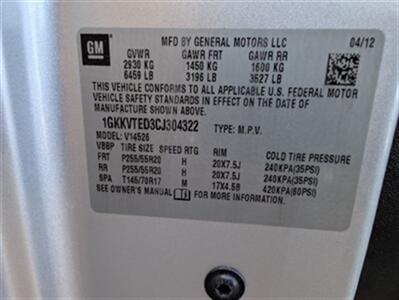 GM
MFD BY GENERAL MOTORS LLC 04/12
GVWR GAWR FRT GAWR RR
2930 KG 1450 KG 1600 KG
6459 LB 3196 LB 3527 LB
THIS VEHICLE CONFORMS TO ALL APPLICABLE U.S. FEDERAL MOTOR
VEHICLE SAFETY STANDARDS IN EFFECT ON THE DATE OF
MANUFACTURE SHOWN ABOVE.
1GKKVTED3CJ304322 TYPE: M.P.V.
MODEL: V14526
VBBP TIRE SIZE SPEED RTG RIM COLD TIRE PRESSURE
FRT P255/55R20 H 20X7.5J 240KPA(35PSI)
RR P255/55R20 H 20X7.5J 240KPA(35PSI)
SPA T145/70R17 M 17X4.5B 420KPA(60PSI)
SEE OWNER'S MANUAL FOR MORE INFORMATION.